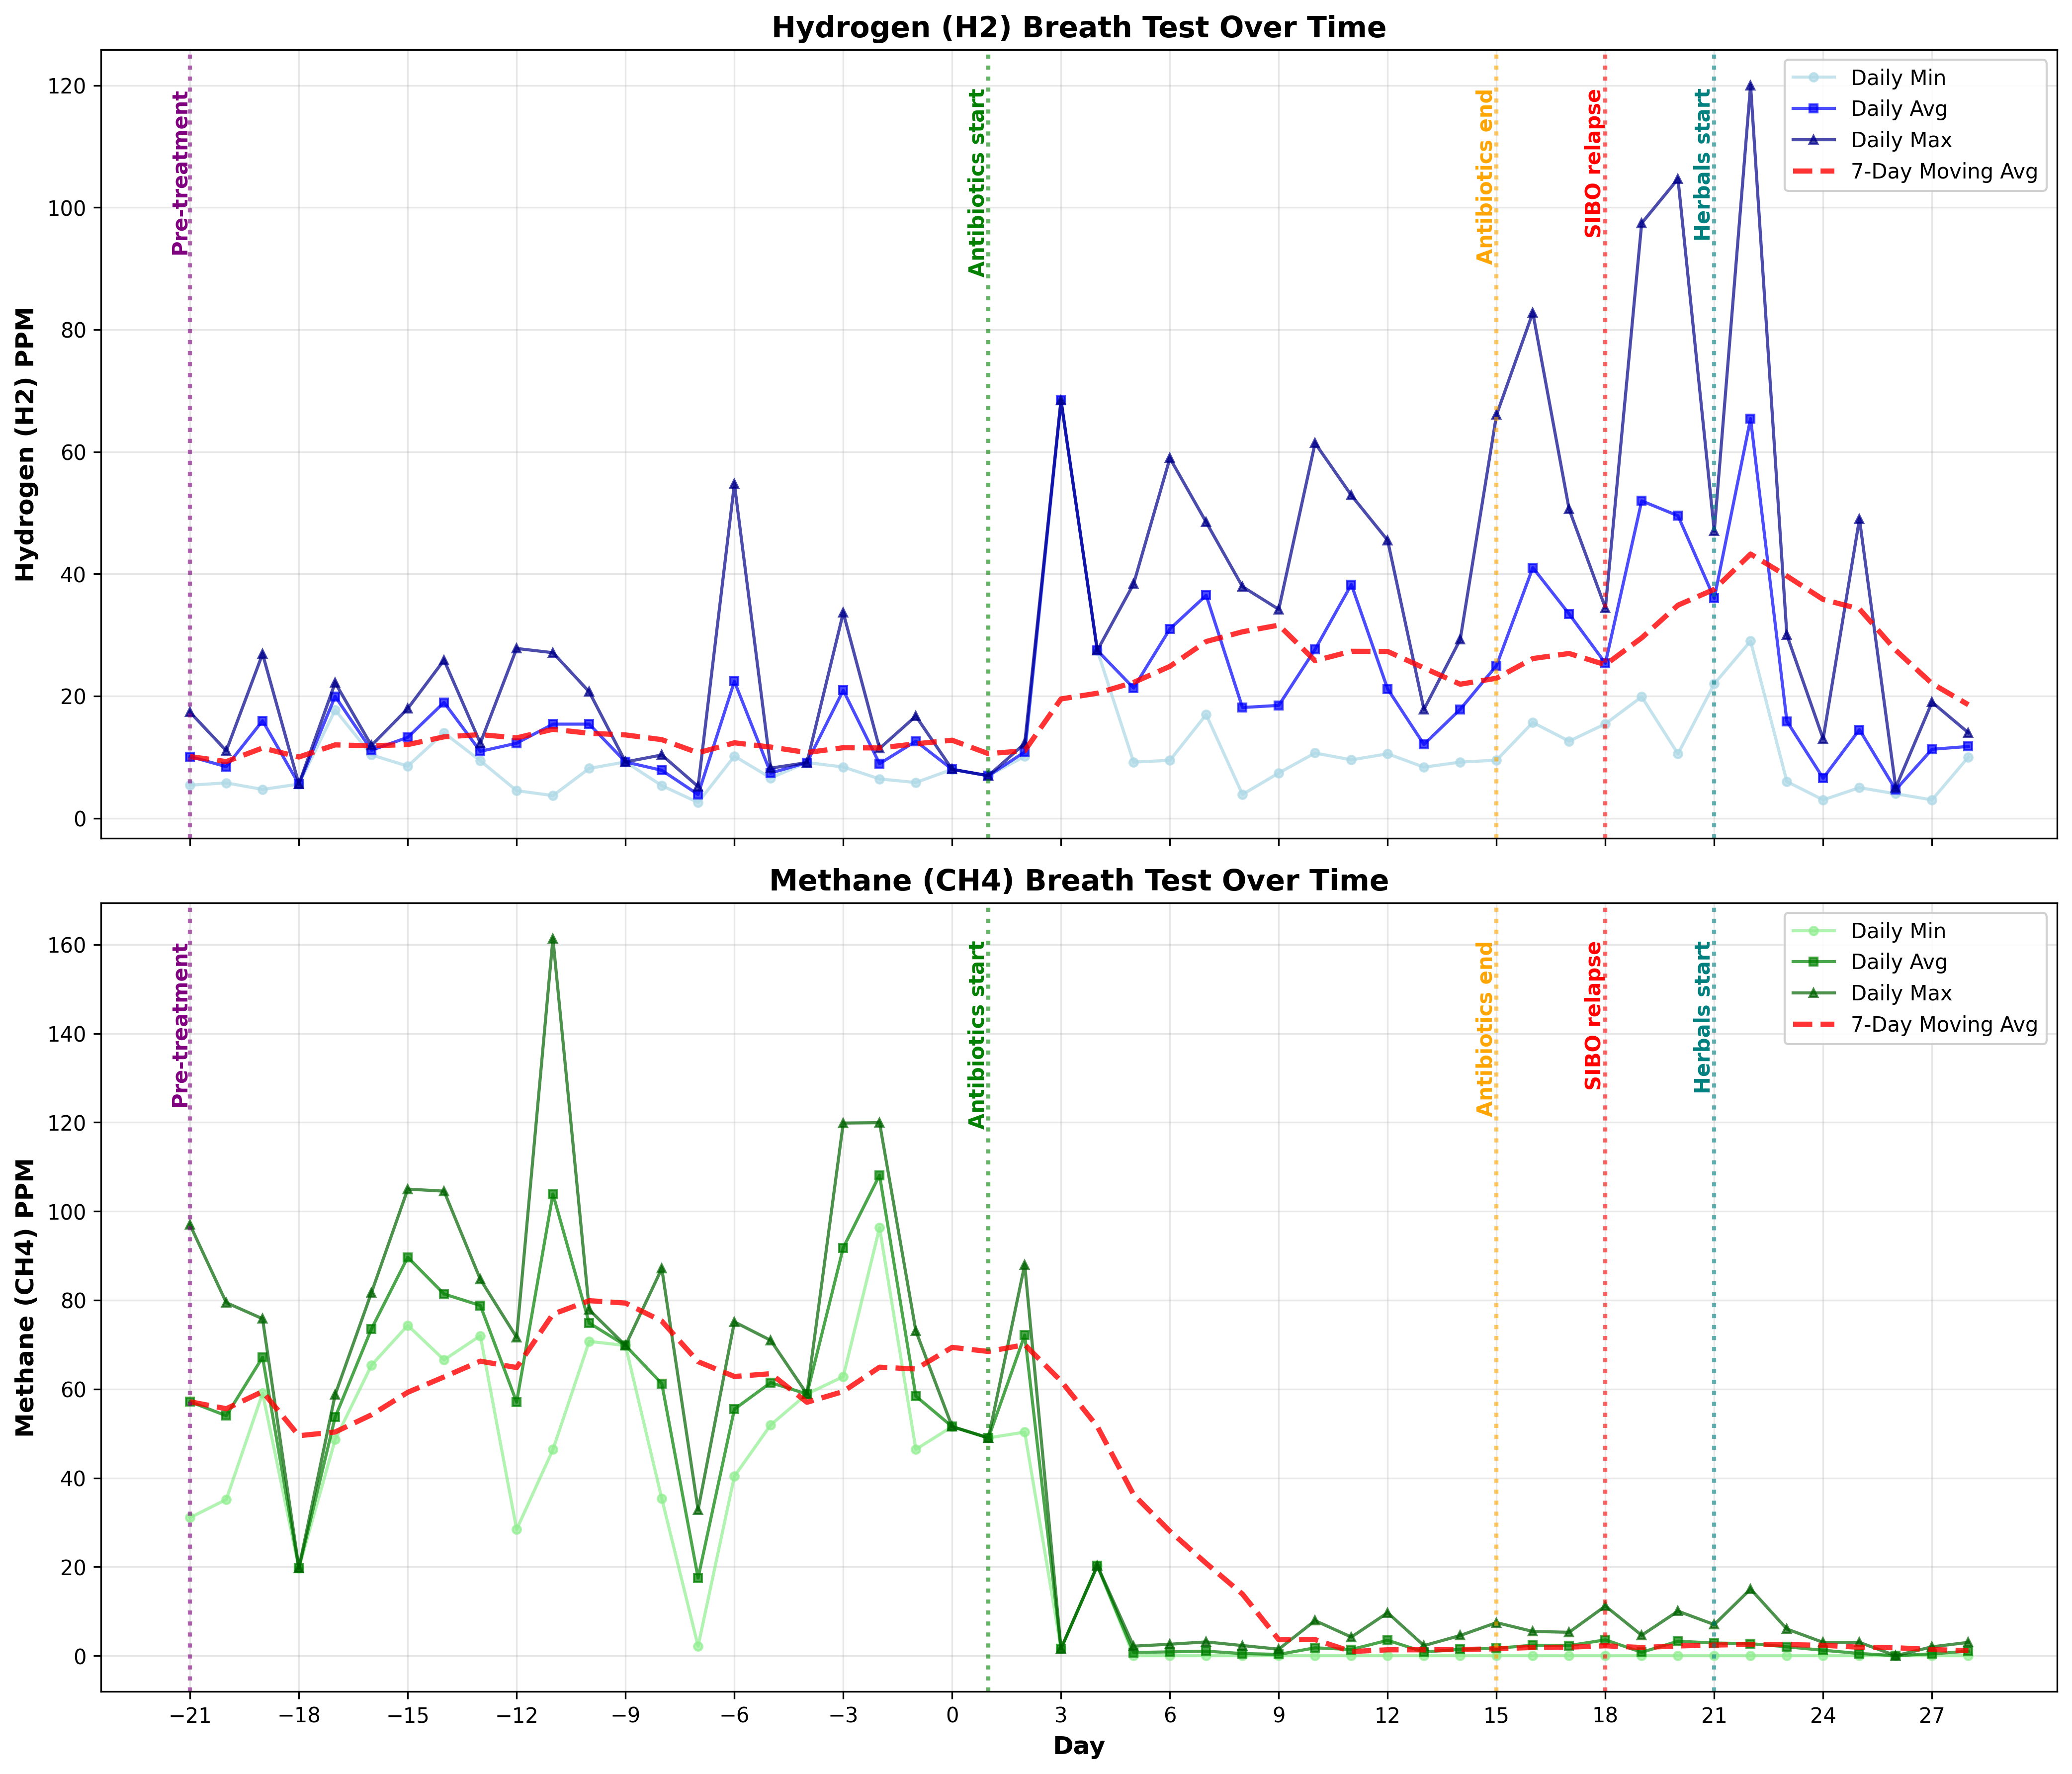 Hydrogen (H2) Breath Test Over Time
Hydrogen (H2) PPM
120
100
80
60
40
20
0
Pre-treatment
Antibiotics start
Antibiotics end
SIBO relapse
Herbals start
Daily Min
Daily Avg
Daily Max
7-Day Moving Avg
Methane (CH4) Breath Test Over Time
Methane (CH4) PPM
160
140
120
100
80
60
40
20
0
Pre-treatment
Antibiotics start
Antibiotics end
SIBO relapse
Herbals start
Daily Min
Daily Avg
Daily Max
7-Day Moving Avg
−21 −18 −15 −12 −9 −6 −3 0 3 6 9 12 15 18 21 24 27
Day